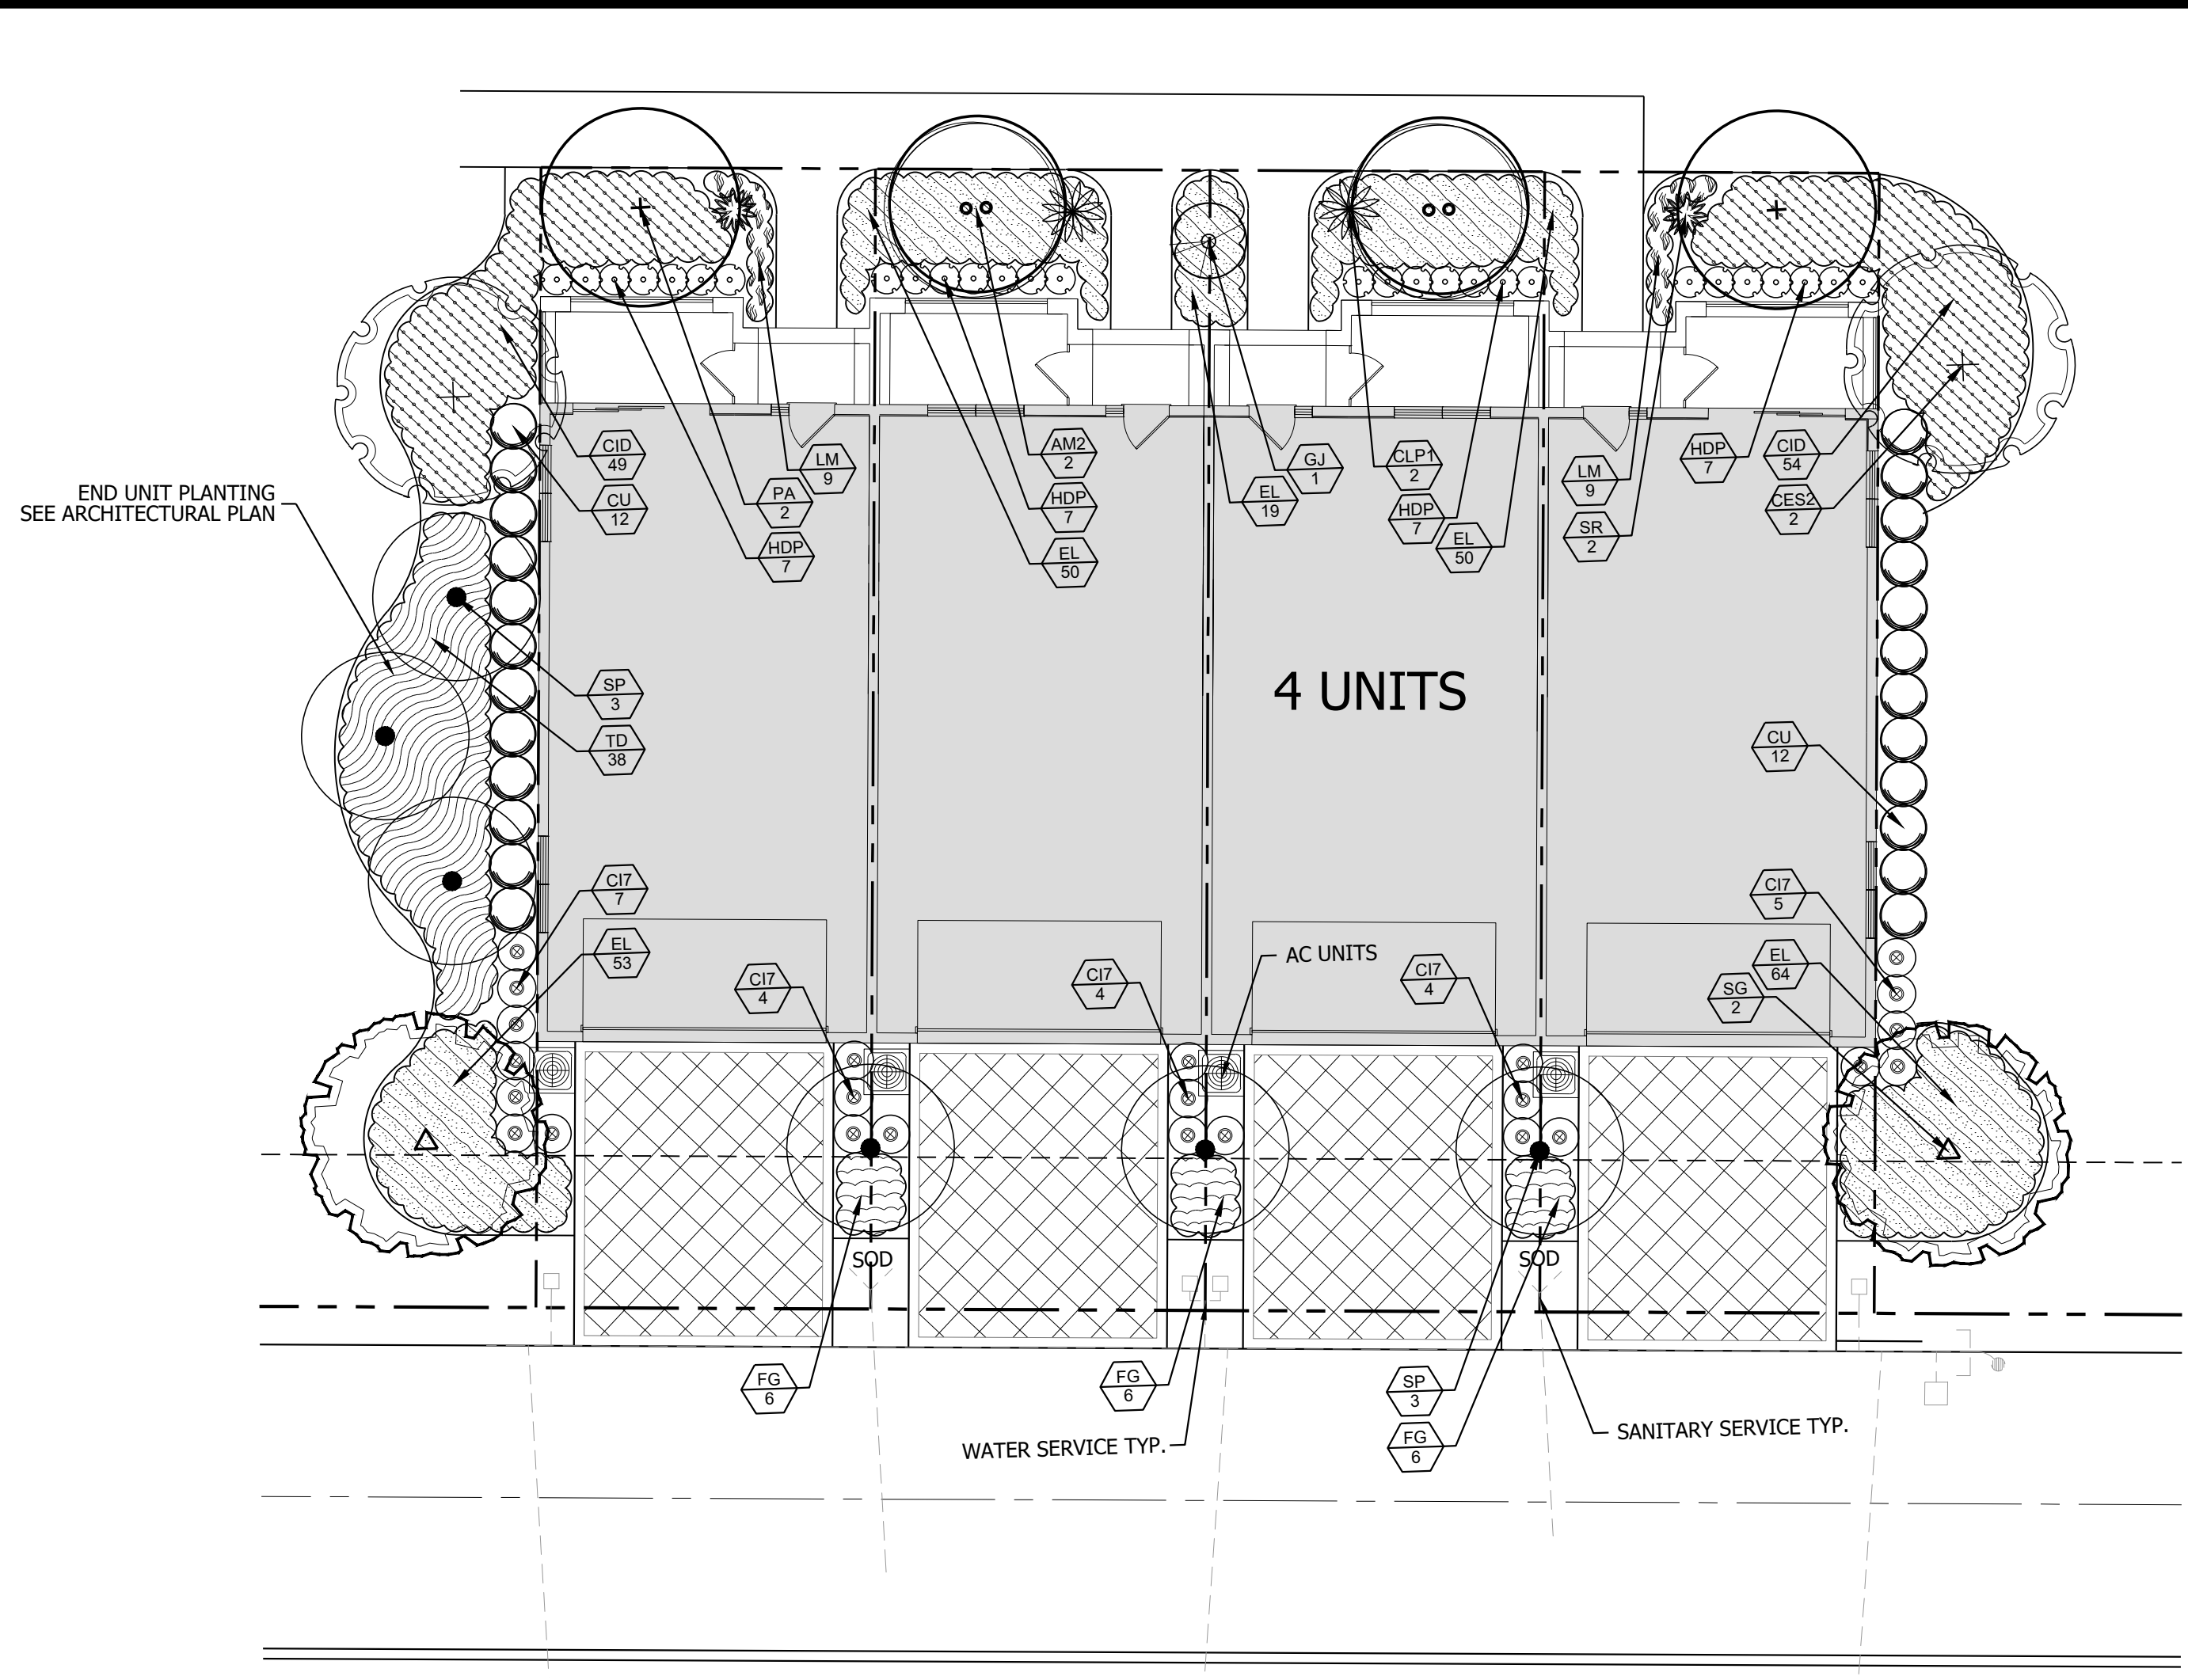 CID
49
CU
12
PA
2
LM
9
HDP
7
AM2
2
HDP
7
EL
50
EL
19
GJ
1
CLP1
2
HDP
7
EL
50
LM
9
SR
2
HDP
7
CID
54
CES2
2
END UNIT PLANTING
SEE ARCHITECTURAL PLAN
SP
3
TD
38
4 UNITS
CU
12
CI7
7
EL
53
CI7
4
CI7
4
AC UNITS
CI7
4
CI7
5
EL
64
SG
2
SOD
SOD
FG
6
FG
6
SP
3
FG
6
WATER SERVICE TYP.
SANITARY SERVICE TYP.